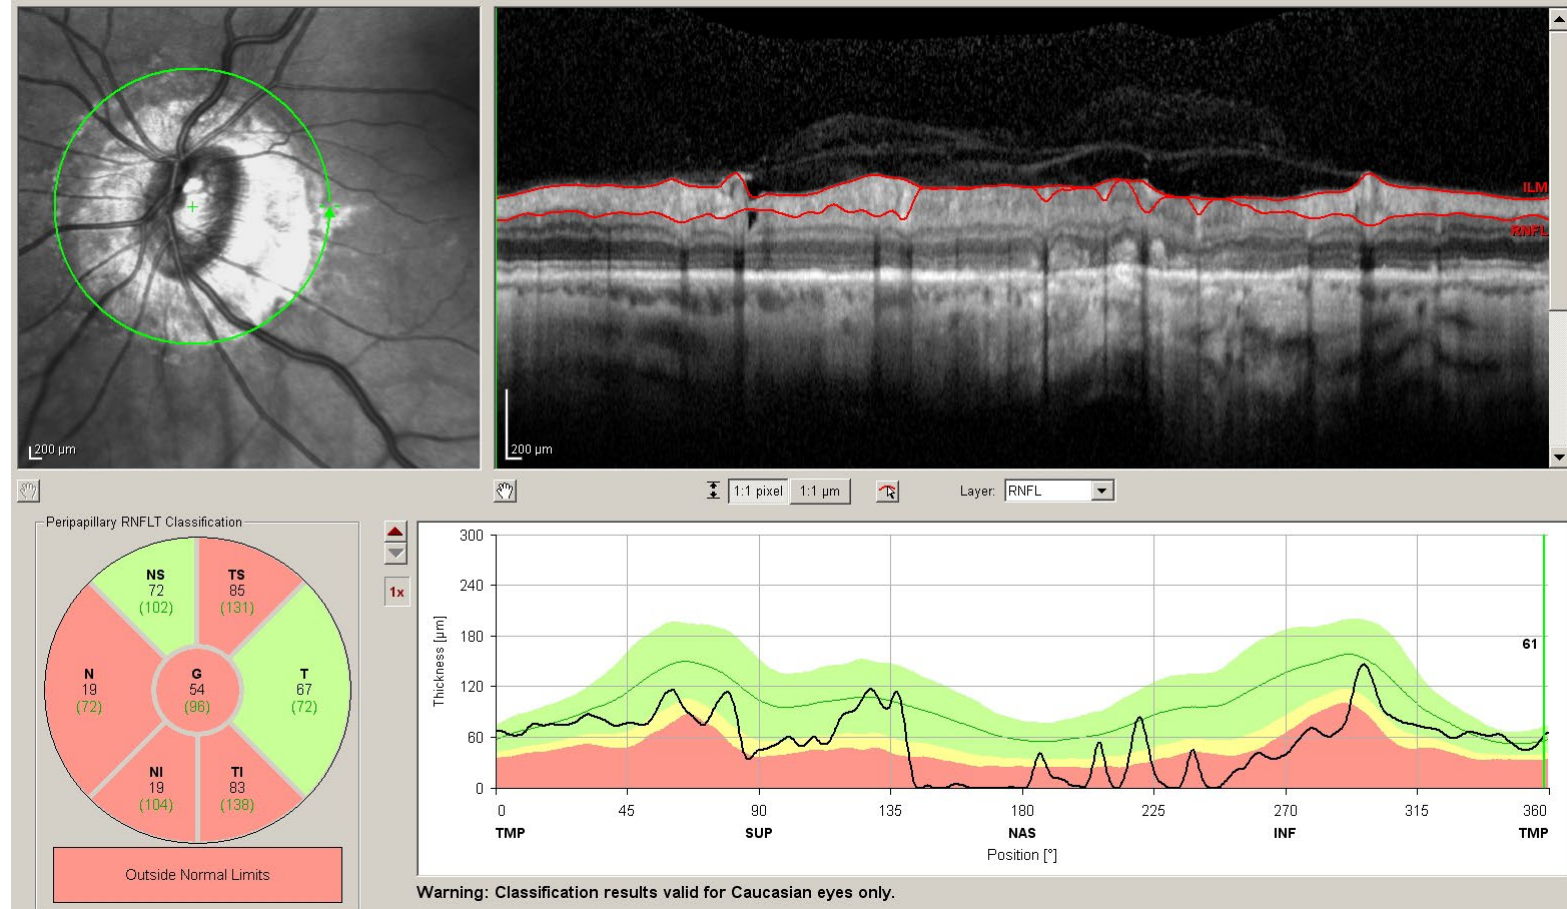 ILM
RNFL
200 µm
200 µm
1:1 pixel
1:1 µm
Layer:
RNFL
Peripapillary RNFLT Classification
NS
72
(102)
TS
85
(131)
N
19
(72)
G
54
(96)
T
67
(72)
NI
19
(104)
TI
83
(138)
Outside Normal Limits
1x
Thickness [µm]
300
240
180
120
60
0
61
0 45 90 135 180 225 270 315 360
TMP SUP NAS INF TMP
Position [°]
Warning: Classification results valid for Caucasian eyes only.